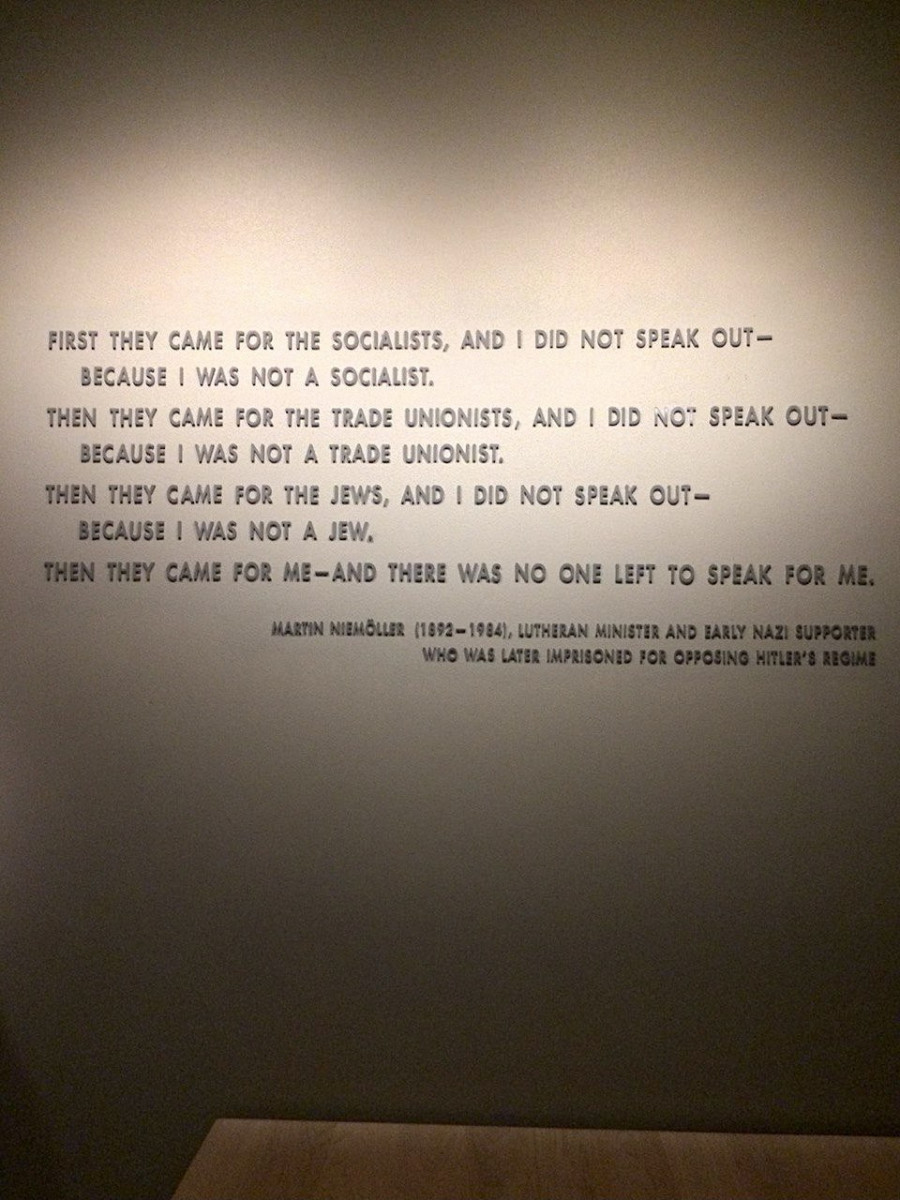 FIRST THEY CAME FOR THE SOCIALISTS, AND I DID NOT SPEAK OUT—
BECAUSE I WAS NOT A SOCIALIST.
THEN THEY CAME FOR THE TRADE UNIONISTS, AND I DID NOT SPEAK OUT—
BECAUSE I WAS NOT A TRADE UNIONIST.
THEN THEY CAME FOR THE JEWS, AND I DID NOT SPEAK OUT—
BECAUSE I WAS NOT A JEW.
THEN THEY CAME FOR ME—AND THERE WAS NO ONE LEFT TO SPEAK FOR ME.
MARTIN NIEMÖLLER (1892–1984), LUTHERAN MINISTER AND EARLY NAZI SUPPORTER
WHO WAS LATER IMPRISONED FOR OPPOSING HITLER'S REGIME